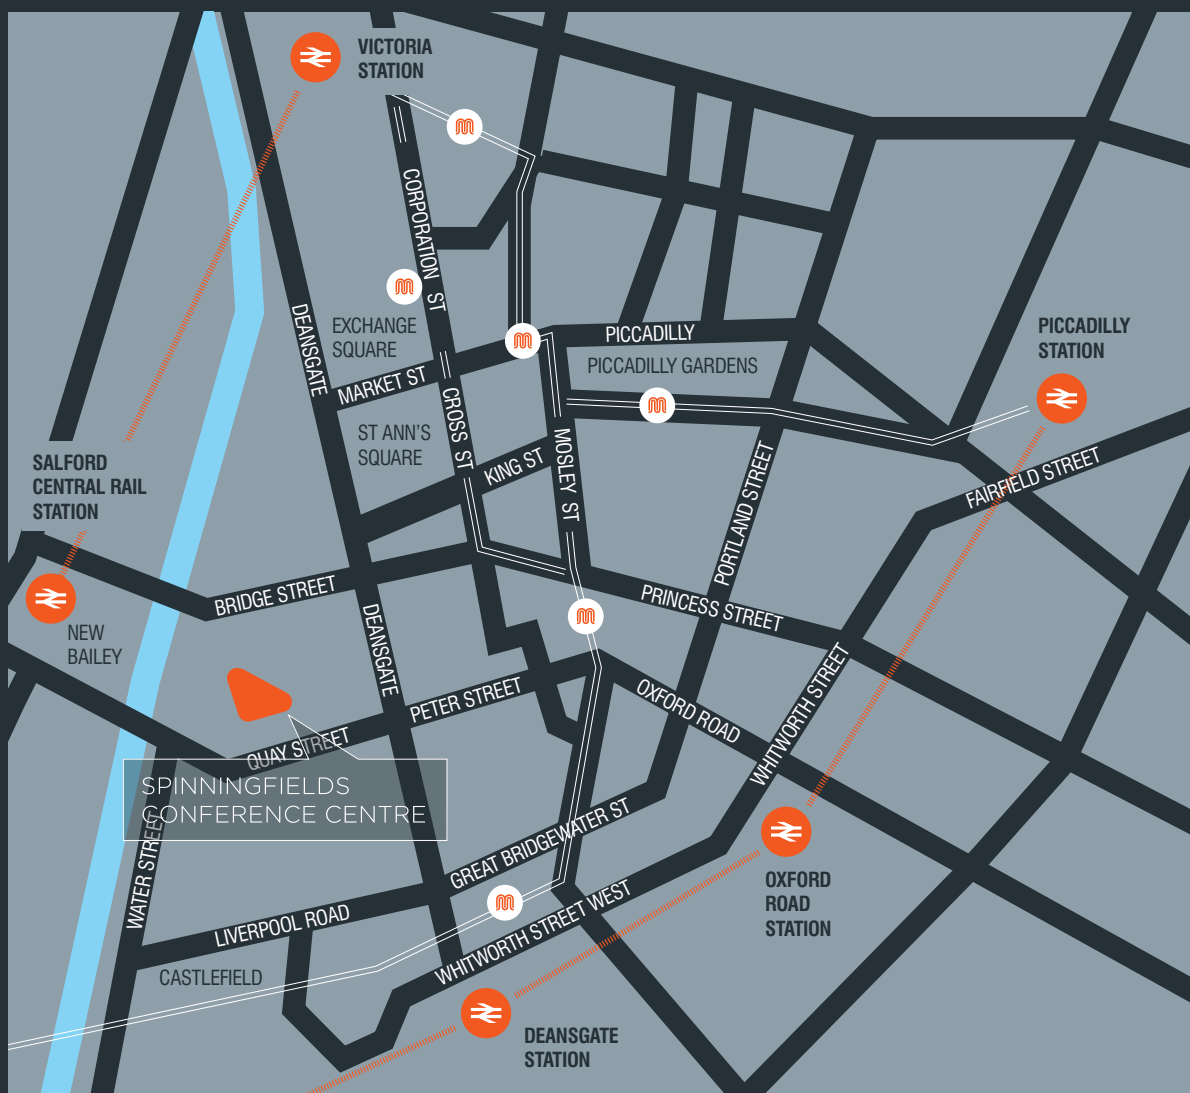 VICTORIA
STATION
CORPORATION ST
DEANSGATE
EXCHANGE
SQUARE
PICCADILLY
PICCADILLY
STATION
PICCADILLY GARDENS
MARKET ST
CROSS ST
ST ANN'S
SQUARE
KING ST
MOSLEY ST
PORTLAND STREET
FAIRFIELD STREET
SALFORD
CENTRAL RAIL
STATION
BRIDGE STREET
PRINCESS STREET
NEW
BAILEY
DEANSGATE
PETER STREET
OXFORD ROAD
WHITWORTH STREET
QUAY STREET
SPINNINGFIELDS
CONFERENCE CENTRE
WATER STREET
GREAT BRIDGEWATER ST
OXFORD
ROAD
STATION
LIVERPOOL ROAD
WHITWORTH STREET WEST
CASTLEFIELD
DEANSGATE
STATION